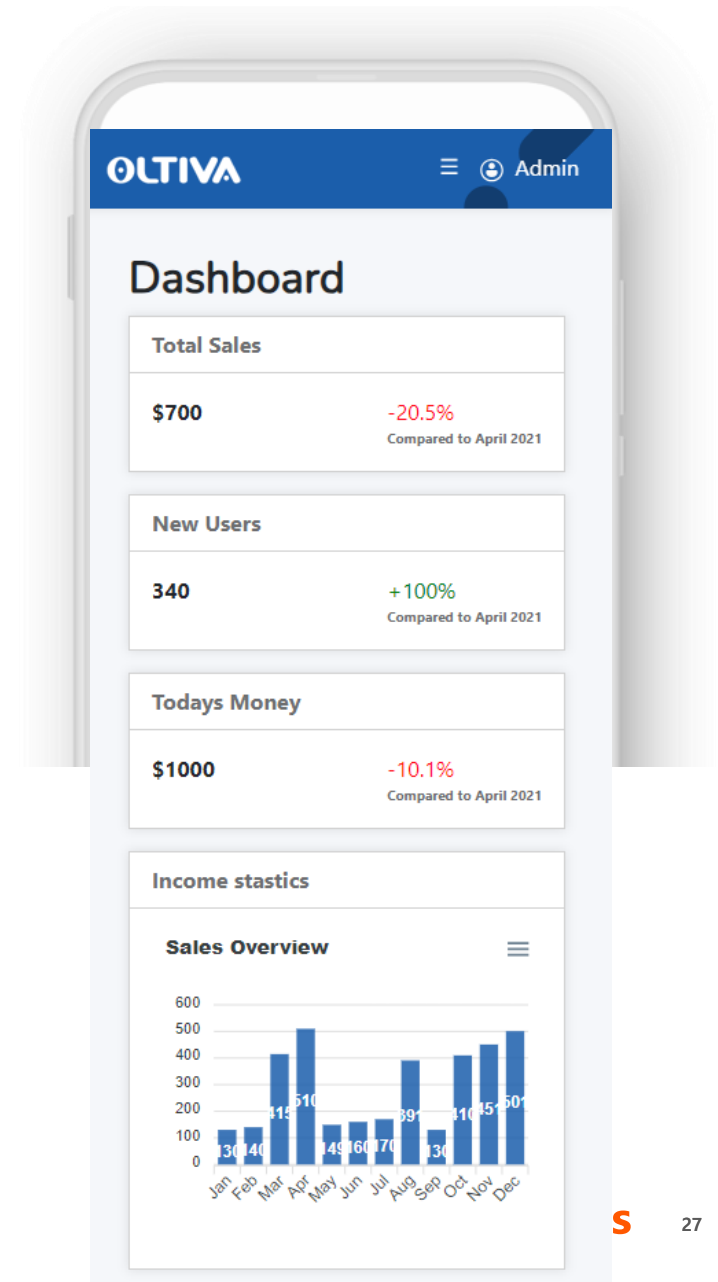 OLTIVA ☰ Admin
Dashboard
Total Sales
$700 -20.5%
Compared to April 2021
New Users
340 +100%
Compared to April 2021
Todays Money
$1000 -10.1%
Compared to April 2021
Income stastics
Sales Overview
600
500
400
300
200
100
0
130 140 415 510 149 160 170 391 130 410 451 501
Jan Feb Mar Apr May Jun Jul Aug Sep Oct Nov Dec
s 27